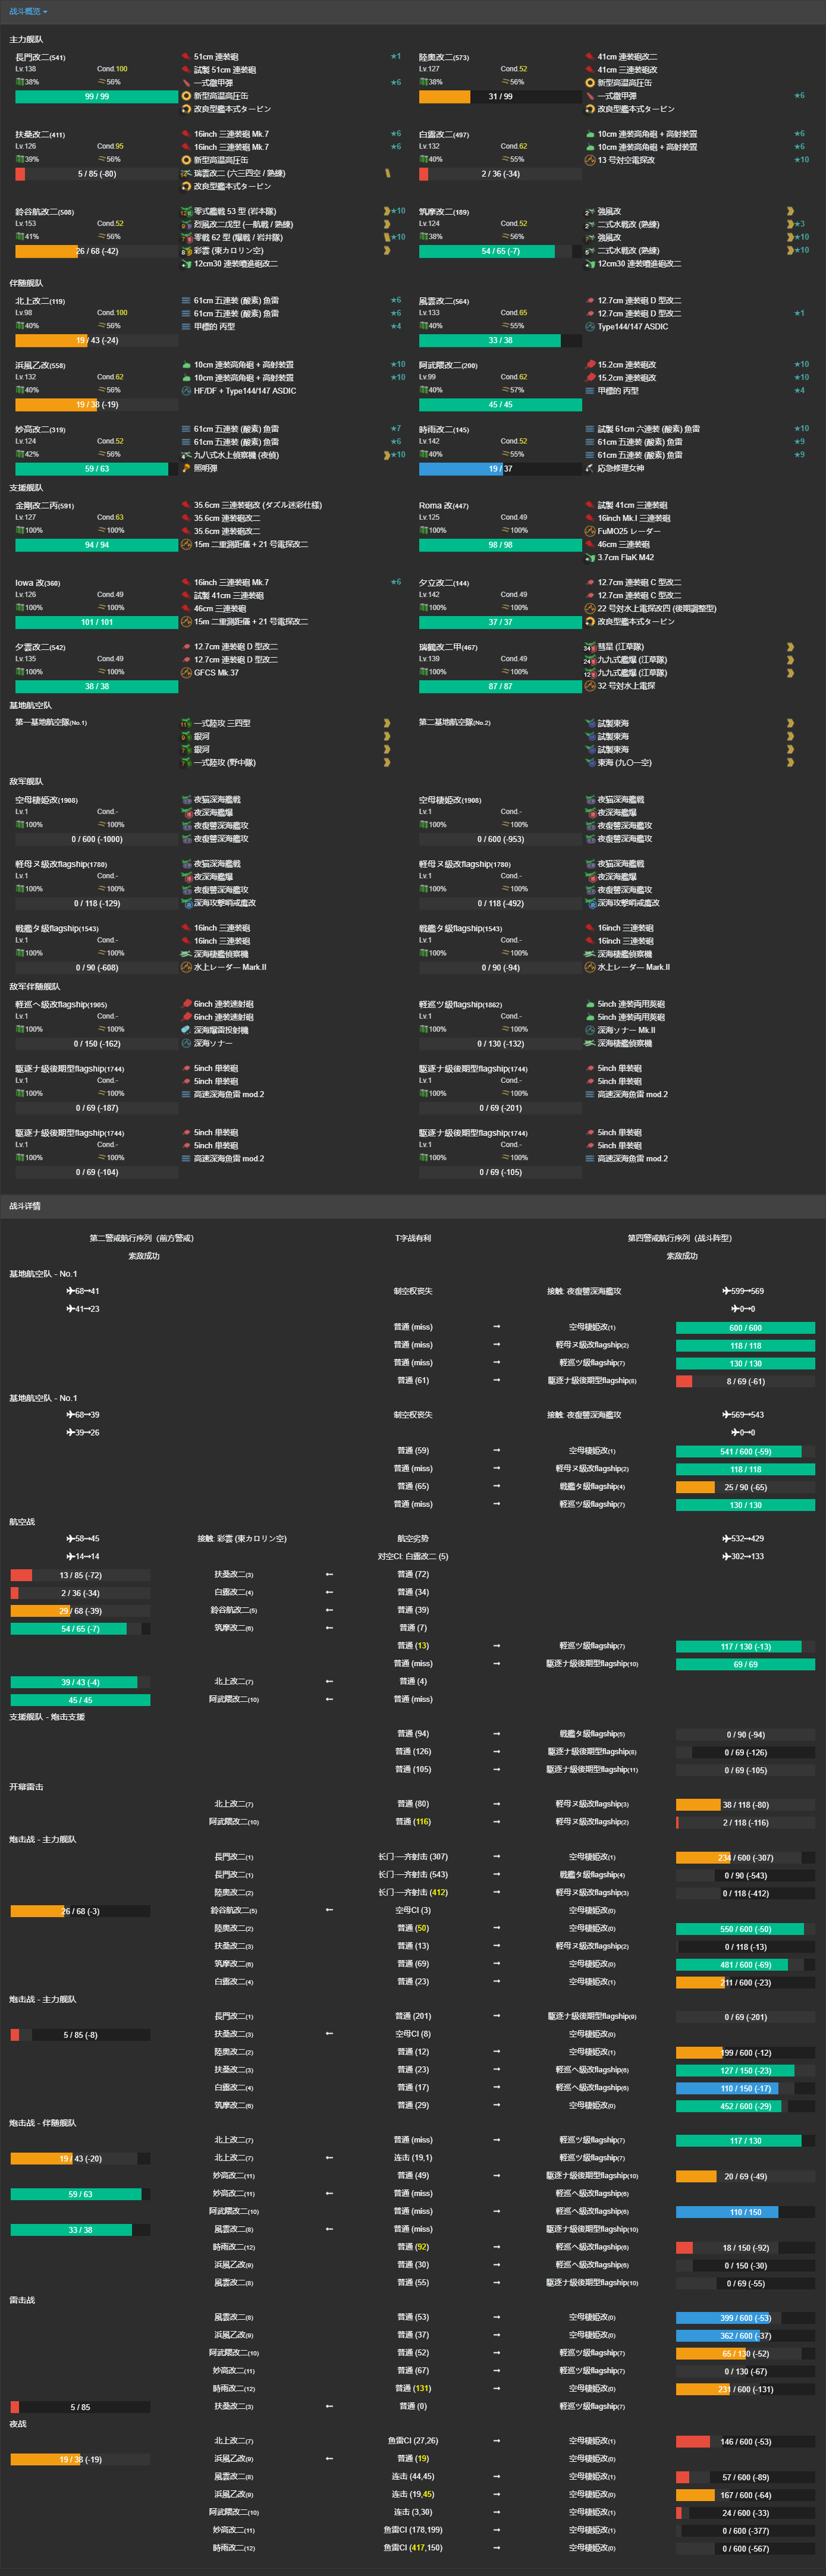 战斗概览
主力舰队
長門改二(541)
Lv.138 Cond.100
38% 56%
99 / 99
51cm 連装砲 ★1
試製 51cm 連装砲
一式徹甲弾 ★6
新型高温高圧缶
改良型艦本式タービン
陸奥改二(573)
Lv.127 Cond.52
38% 56%
31 / 99
41cm 連装砲改二
41cm 三連装砲改
新型高温高圧缶
一式徹甲弾 ★6
改良型艦本式タービン
扶桑改二(411)
Lv.126 Cond.95
39% 56%
5 / 85 (-80)
16inch 三連装砲 Mk.7 ★6
16inch 三連装砲 Mk.7 ★6
新型高温高圧缶
瑞雲改二 (六三四空 / 熟練)
改良型艦本式タービン
白露改二(497)
Lv.132 Cond.62
40% 55%
2 / 36 (-34)
10cm 連装高角砲 + 高射装置 ★6
10cm 連装高角砲 + 高射装置 ★6
13 号対空電探改 ★10
鈴谷航改二(508)
Lv.153 Cond.52
41% 56%
26 / 68 (-42)
零式艦戦 53 型 (岩本隊) ★10
烈風改二戊型 (一航戦 / 熟練)
零戦 62 型 (爆戦 / 岩井隊) ★10
彩雲 (東カロリン空)
12cm30 連装噴進砲改二
筑摩改二(189)
Lv.124 Cond.52
38% 56%
54 / 65 (-7)
強風改
二式水戦改 (熟練) ★3
強風改 ★10
二式水戦改 (熟練) ★10
12cm30 連装噴進砲改二
伴随舰队
北上改二(119)
Lv.98 Cond.100
40% 56%
19 / 43 (-24)
61cm 五連装 (酸素) 魚雷 ★6
61cm 五連装 (酸素) 魚雷 ★6
甲標的 丙型 ★4
風雲改二(564)
Lv.133 Cond.65
40% 55%
33 / 38
12.7cm 連装砲 D 型改二
12.7cm 連装砲 D 型改二 ★1
Type144/147 ASDIC
浜風乙改(558)
Lv.132 Cond.62
40% 56%
19 / 38 (-19)
10cm 連装高角砲 + 高射装置 ★10
10cm 連装高角砲 + 高射装置 ★10
HF/DF + Type144/147 ASDIC
阿武隈改二(200)
Lv.99 Cond.62
40% 57%
45 / 45
15.2cm 連装砲改 ★10
15.2cm 連装砲改 ★10
甲標的 丙型 ★4
妙高改二(319)
Lv.124 Cond.52
42% 56%
59 / 63
61cm 五連装 (酸素) 魚雷 ★7
61cm 五連装 (酸素) 魚雷 ★6
九八式水上偵察機 (夜偵) ★10
照明弾
時雨改二(145)
Lv.142 Cond.52
40% 55%
19 / 37
試製 61cm 六連装 (酸素) 魚雷 ★10
61cm 五連装 (酸素) 魚雷 ★9
61cm 五連装 (酸素) 魚雷 ★9
応急修理女神
支援舰队
金剛改二丙(591)
Lv.127 Cond.63
100% 100%
94 / 94
35.6cm 三連装砲改 (ダズル迷彩仕様)
35.6cm 連装砲改二
35.6cm 連装砲改二
15m 二重測距儀 + 21 号電探改二
Roma 改(447)
Lv.125 Cond.49
100% 100%
98 / 98
試製 41cm 三連装砲
16inch Mk.I 三連装砲
FuMO25 レーダー
46cm 三連装砲
3.7cm FlaK M42
Iowa 改(360)
Lv.126 Cond.49
100% 100%
101 / 101
16inch 三連装砲 Mk.7 ★6
試製 41cm 三連装砲
46cm 三連装砲
15m 二重測距儀 + 21 号電探改二
夕立改二(144)
Lv.142 Cond.49
100% 100%
37 / 37
12.7cm 連装砲 C 型改二
12.7cm 連装砲 C 型改二
22 号対水上電探改四 (後期調整型)
改良型艦本式タービン
夕雲改二(542)
Lv.135 Cond.49
100% 100%
38 / 38
12.7cm 連装砲 D 型改二
12.7cm 連装砲 D 型改二
GFCS Mk.37
瑞鶴改二甲(467)
Lv.139 Cond.49
100% 100%
87 / 87
彗星 (江草隊)
九九式艦爆 (江草隊)
九九式艦爆 (江草隊)
32 号対水上電探
基地航空队
第一基地航空隊(No.1)
一式陸攻 三四型
銀河
銀河
一式陸攻 (野中隊)
第二基地航空隊(No.2)
試製東海
試製東海
試製東海
東海 (九〇一空)
敌军舰队
空母棲姫改(1908)
Lv.1 Cond.-
100% 100%
0 / 600 (-1000)
夜猫深海艦戦
夜深海艦爆
夜復讐深海艦攻
夜復讐深海艦攻
空母棲姫改(1908)
Lv.1 Cond.-
100% 100%
0 / 600 (-953)
夜猫深海艦戦
夜深海艦爆
夜復讐深海艦攻
夜復讐深海艦攻
軽母ヌ級改flagship(1780)
Lv.1 Cond.-
100% 100%
0 / 118 (-129)
夜猫深海艦戦
夜深海艦爆
夜復讐深海艦攻
深海攻撃哨戒鷹改
軽母ヌ級改flagship(1780)
Lv.1 Cond.-
100% 100%
0 / 118 (-492)
夜猫深海艦戦
夜深海艦爆
夜復讐深海艦攻
深海攻撃哨戒鷹改
戦艦タ級flagship(1543)
Lv.1 Cond.-
100% 100%
0 / 90 (-608)
16inch 三連装砲
16inch 三連装砲
深海棲艦偵察機
水上レーダー Mark.II
戦艦タ級flagship(1543)
Lv.1 Cond.-
100% 100%
0 / 90 (-94)
16inch 三連装砲
16inch 三連装砲
深海棲艦偵察機
水上レーダー Mark.II
敌军伴随舰队
軽巡ヘ級改flagship(1905)
Lv.1 Cond.-
100% 100%
0 / 150 (-162)
6inch 連装速射砲
6inch 連装速射砲
深海爆雷投射機
深海ソナー
軽巡ツ級flagship(1862)
Lv.1 Cond.-
100% 100%
0 / 130 (-132)
5inch 連装両用莢砲
5inch 連装両用莢砲
深海ソナー Mk.II
深海棲艦偵察機
駆逐ナ級後期型flagship(1744)
Lv.1 Cond.-
100% 100%
0 / 69 (-187)
5inch 単装砲
5inch 単装砲
高速深海魚雷 mod.2
駆逐ナ級後期型flagship(1744)
Lv.1 Cond.-
100% 100%
0 / 69 (-201)
5inch 単装砲
5inch 単装砲
高速深海魚雷 mod.2
駆逐ナ級後期型flagship(1744)
Lv.1 Cond.-
100% 100%
0 / 69 (-104)
5inch 単装砲
5inch 単装砲
高速深海魚雷 mod.2
駆逐ナ級後期型flagship(1744)
Lv.1 Cond.-
100% 100%
0 / 69 (-105)
5inch 単装砲
5inch 単装砲
高速深海魚雷 mod.2
战斗详情
第二警戒航行序列（前方警戒） T字战有利 第四警戒航行序列（战斗阵型）
索敌成功 索敌成功
基地航空队 - No.1
68→41 制空权丧失 接触: 夜復讐深海艦攻 599→569
41→23 0→0
普通 (miss) → 空母棲姫改(1) 600 / 600
普通 (miss) → 軽母ヌ級改flagship(2) 118 / 118
普通 (miss) → 軽巡ツ級flagship(7) 130 / 130
普通 (61) → 駆逐ナ級後期型flagship(8) 8 / 69 (-61)
基地航空队 - No.1
68→39 制空权丧失 接触: 夜復讐深海艦攻 569→543
39→26 0→0
普通 (59) → 空母棲姫改(1) 541 / 600 (-59)
普通 (miss) → 軽母ヌ級改flagship(2) 118 / 118
普通 (65) → 戦艦タ級flagship(4) 25 / 90 (-65)
普通 (miss) → 軽巡ツ級flagship(7) 130 / 130
航空战
58→45 接触: 彩雲 (東カロリン空) 航空劣势 532→429
14→14 对空CI: 白露改二 (5) 302→133
13 / 85 (-72) 扶桑改二(3) ← 普通 (72)
2 / 36 (-34) 白露改二(4) ← 普通 (34)
29 / 68 (-39) 鈴谷航改二(5) ← 普通 (39)
54 / 65 (-7) 筑摩改二(6) ← 普通 (7)
普通 (13) → 軽巡ツ級flagship(7) 117 / 130 (-13)
普通 (miss) → 駆逐ナ級後期型flagship(10) 69 / 69
39 / 43 (-4) 北上改二(7) ← 普通 (4)
45 / 45 阿武隈改二(10) ← 普通 (miss)
支援舰队 - 炮击支援
普通 (94) → 戦艦タ級flagship(5) 0 / 90 (-94)
普通 (126) → 駆逐ナ級後期型flagship(8) 0 / 69 (-126)
普通 (105) → 駆逐ナ級後期型flagship(11) 0 / 69 (-105)
开幕雷击
北上改二(7) 普通 (80) → 軽母ヌ級改flagship(3) 38 / 118 (-80)
阿武隈改二(10) 普通 (116) → 軽母ヌ級改flagship(2) 2 / 118 (-116)
炮击战 - 主力舰队
長門改二(1) 长门一齐射击 (307) → 空母棲姫改(1) 234 / 600 (-307)
長門改二(1) 长门一齐射击 (543) → 戦艦タ級flagship(4) 0 / 90 (-543)
陸奥改二(2) 长门一齐射击 (412) → 軽母ヌ級改flagship(3) 0 / 118 (-412)
26 / 68 (-3) 鈴谷航改二(5) ← 空母CI (3) 空母棲姫改(0)
陸奥改二(2) 普通 (50) → 空母棲姫改(0) 550 / 600 (-50)
扶桑改二(3) 普通 (13) → 軽母ヌ級改flagship(2) 0 / 118 (-13)
筑摩改二(6) 普通 (69) → 空母棲姫改(0) 481 / 600 (-69)
白露改二(4) 普通 (23) → 空母棲姫改(1) 211 / 600 (-23)
炮击战 - 主力舰队
長門改二(1) 普通 (201) → 駆逐ナ級後期型flagship(9) 0 / 69 (-201)
5 / 85 (-8) 扶桑改二(3) ← 空母CI (8) 空母棲姫改(0)
陸奥改二(2) 普通 (12) → 空母棲姫改(1) 199 / 600 (-12)
扶桑改二(3) 普通 (23) → 軽巡ヘ級改flagship(6) 127 / 150 (-23)
白露改二(4) 普通 (17) → 軽巡ヘ級改flagship(6) 110 / 150 (-17)
筑摩改二(6) 普通 (29) → 空母棲姫改(0) 452 / 600 (-29)
炮击战 - 伴随舰队
北上改二(7) 普通 (miss) → 軽巡ツ級flagship(7) 117 / 130
19 / 43 (-20) 北上改二(7) ← 连击 (19,1) 軽巡ツ級flagship(7)
妙高改二(11) 普通 (49) → 駆逐ナ級後期型flagship(10) 20 / 69 (-49)
59 / 63 妙高改二(11) ← 普通 (miss) 軽巡ヘ級改flagship(6)
阿武隈改二(10) 普通 (miss) → 軽巡ヘ級改flagship(6) 110 / 150
33 / 38 風雲改二(8) ← 普通 (miss) 駆逐ナ級後期型flagship(10)
時雨改二(12) 普通 (92) → 軽巡ヘ級改flagship(6) 18 / 150 (-92)
浜風乙改(9) 普通 (30) → 軽巡ヘ級改flagship(6) 0 / 150 (-30)
風雲改二(8) 普通 (55) → 駆逐ナ級後期型flagship(10) 0 / 69 (-55)
雷击战
風雲改二(8) 普通 (53) → 空母棲姫改(0) 399 / 600 (-53)
浜風乙改(9) 普通 (37) → 空母棲姫改(0) 362 / 600 (-37)
阿武隈改二(10) 普通 (52) → 軽巡ツ級flagship(7) 65 / 130 (-52)
妙高改二(11) 普通 (67) → 軽巡ツ級flagship(7) 0 / 130 (-67)
時雨改二(12) 普通 (131) → 空母棲姫改(0) 231 / 600 (-131)
5 / 85 扶桑改二(3) ← 普通 (0) 軽巡ツ級flagship(7)
夜战
北上改二(7) 鱼雷CI (27,26) → 空母棲姫改(1) 146 / 600 (-53)
19 / 38 (-19) 浜風乙改(9) ← 普通 (19) 空母棲姫改(0)
風雲改二(8) 连击 (44,45) → 空母棲姫改(1) 57 / 600 (-89)
浜風乙改(9) 连击 (19,45) → 空母棲姫改(0) 167 / 600 (-64)
阿武隈改二(10) 连击 (3,30) → 空母棲姫改(1) 24 / 600 (-33)
妙高改二(11) 鱼雷CI (178,199) → 空母棲姫改(1) 0 / 600 (-377)
時雨改二(12) 鱼雷CI (417,150) → 空母棲姫改(0) 0 / 600 (-567)